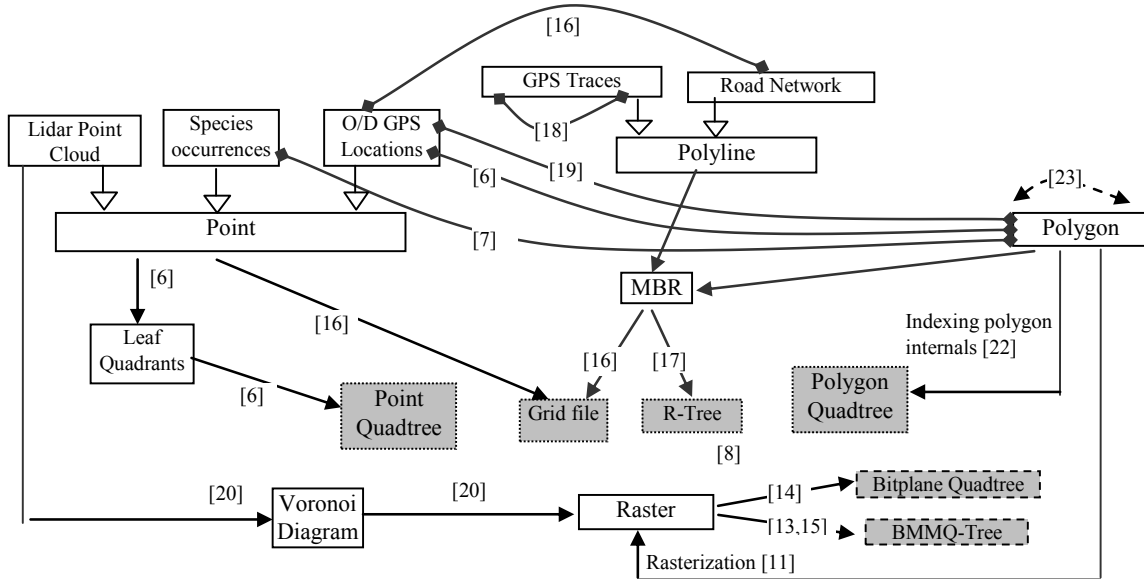 [16]
GPS Traces
Road Network
[18]
Lidar Point
Cloud
Species
occurrences
O/D GPS
Locations
Polyline
[6]
[19]
[23]
Point
[7]
Polygon
[6]
MBR
[16]
Leaf
Quadrants
[16]
[17]
Indexing polygon
internals [22]
[6]
Point
Quadtree
Grid file
R-Tree
Polygon
Quadtree
[8]
[20]
Voronoi
Diagram
[20]
Raster
[14]
Bitplane Quadtree
[13,15]
BMMQ-Tree
Rasterization [11]